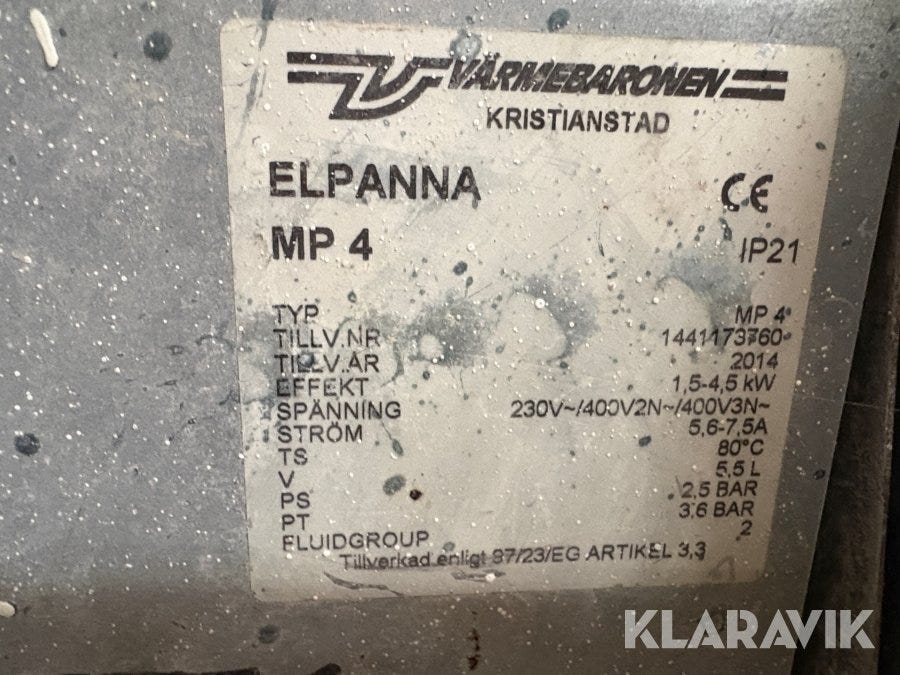 VÄRMEBARONEN
KRISTIANSTAD
ELPANNA CE
MP 4 IP21
TYP MP 4
TILLV.NR 1441173760
TILLV.ÅR 2014
EFFEKT 1,5-4,5 kW
SPÄNNING 230V~/400V2N~/400V3N~
STRÖM 5,6-7,5A
TS 80°C
V 5,5 L
PS 2,5 BAR
PT 3,6 BAR
FLUIDGROUP 2
Tillverkad enligt 97/23/EG ARTIKEL 3,3
KLARAVIK